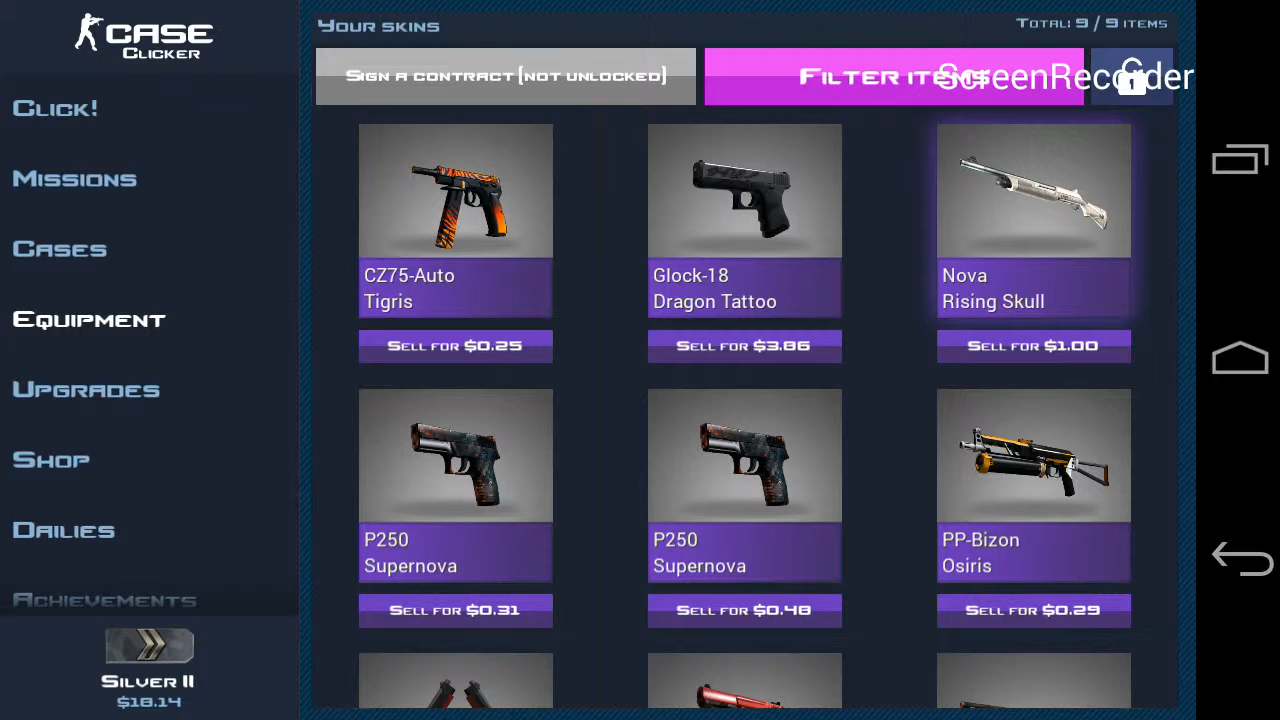 CASE
CLICKER
CLICK!
MISSIONS
CASES
EQUIPMENT
UPGRADES
SHOP
DAILIES
ACHIEVEMENTS
SILVER II
$18.14
YOUR SKINS
TOTAL: 9 / 9 ITEMS
SIGN A CONTRACT (NOT UNLOCKED)
FILTER ITEMS
ScreenRecorder
1
CZ75-Auto
Tigris
SELL FOR $0.25
Glock-18
Dragon Tattoo
SELL FOR $3.86
Nova
Rising Skull
SELL FOR $1.00
P250
Supernova
SELL FOR $0.31
P250
Supernova
SELL FOR $0.48
PP-Bizon
Osiris
SELL FOR $0.29